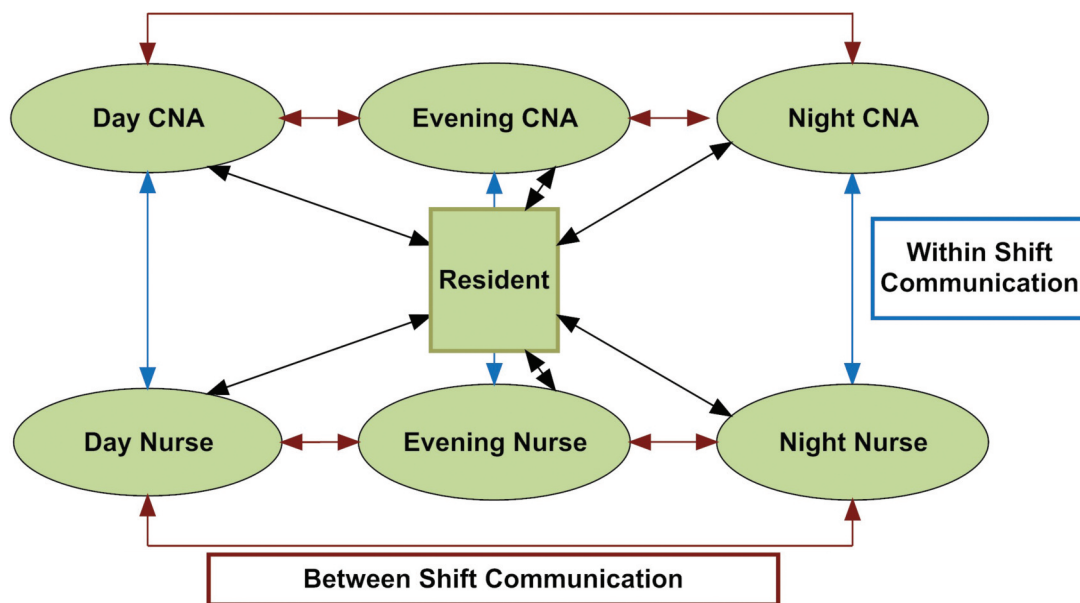 Day CNA
Evening CNA
Night CNA
Resident
Within Shift
Communication
Day Nurse
Evening Nurse
Night Nurse
Between Shift Communication